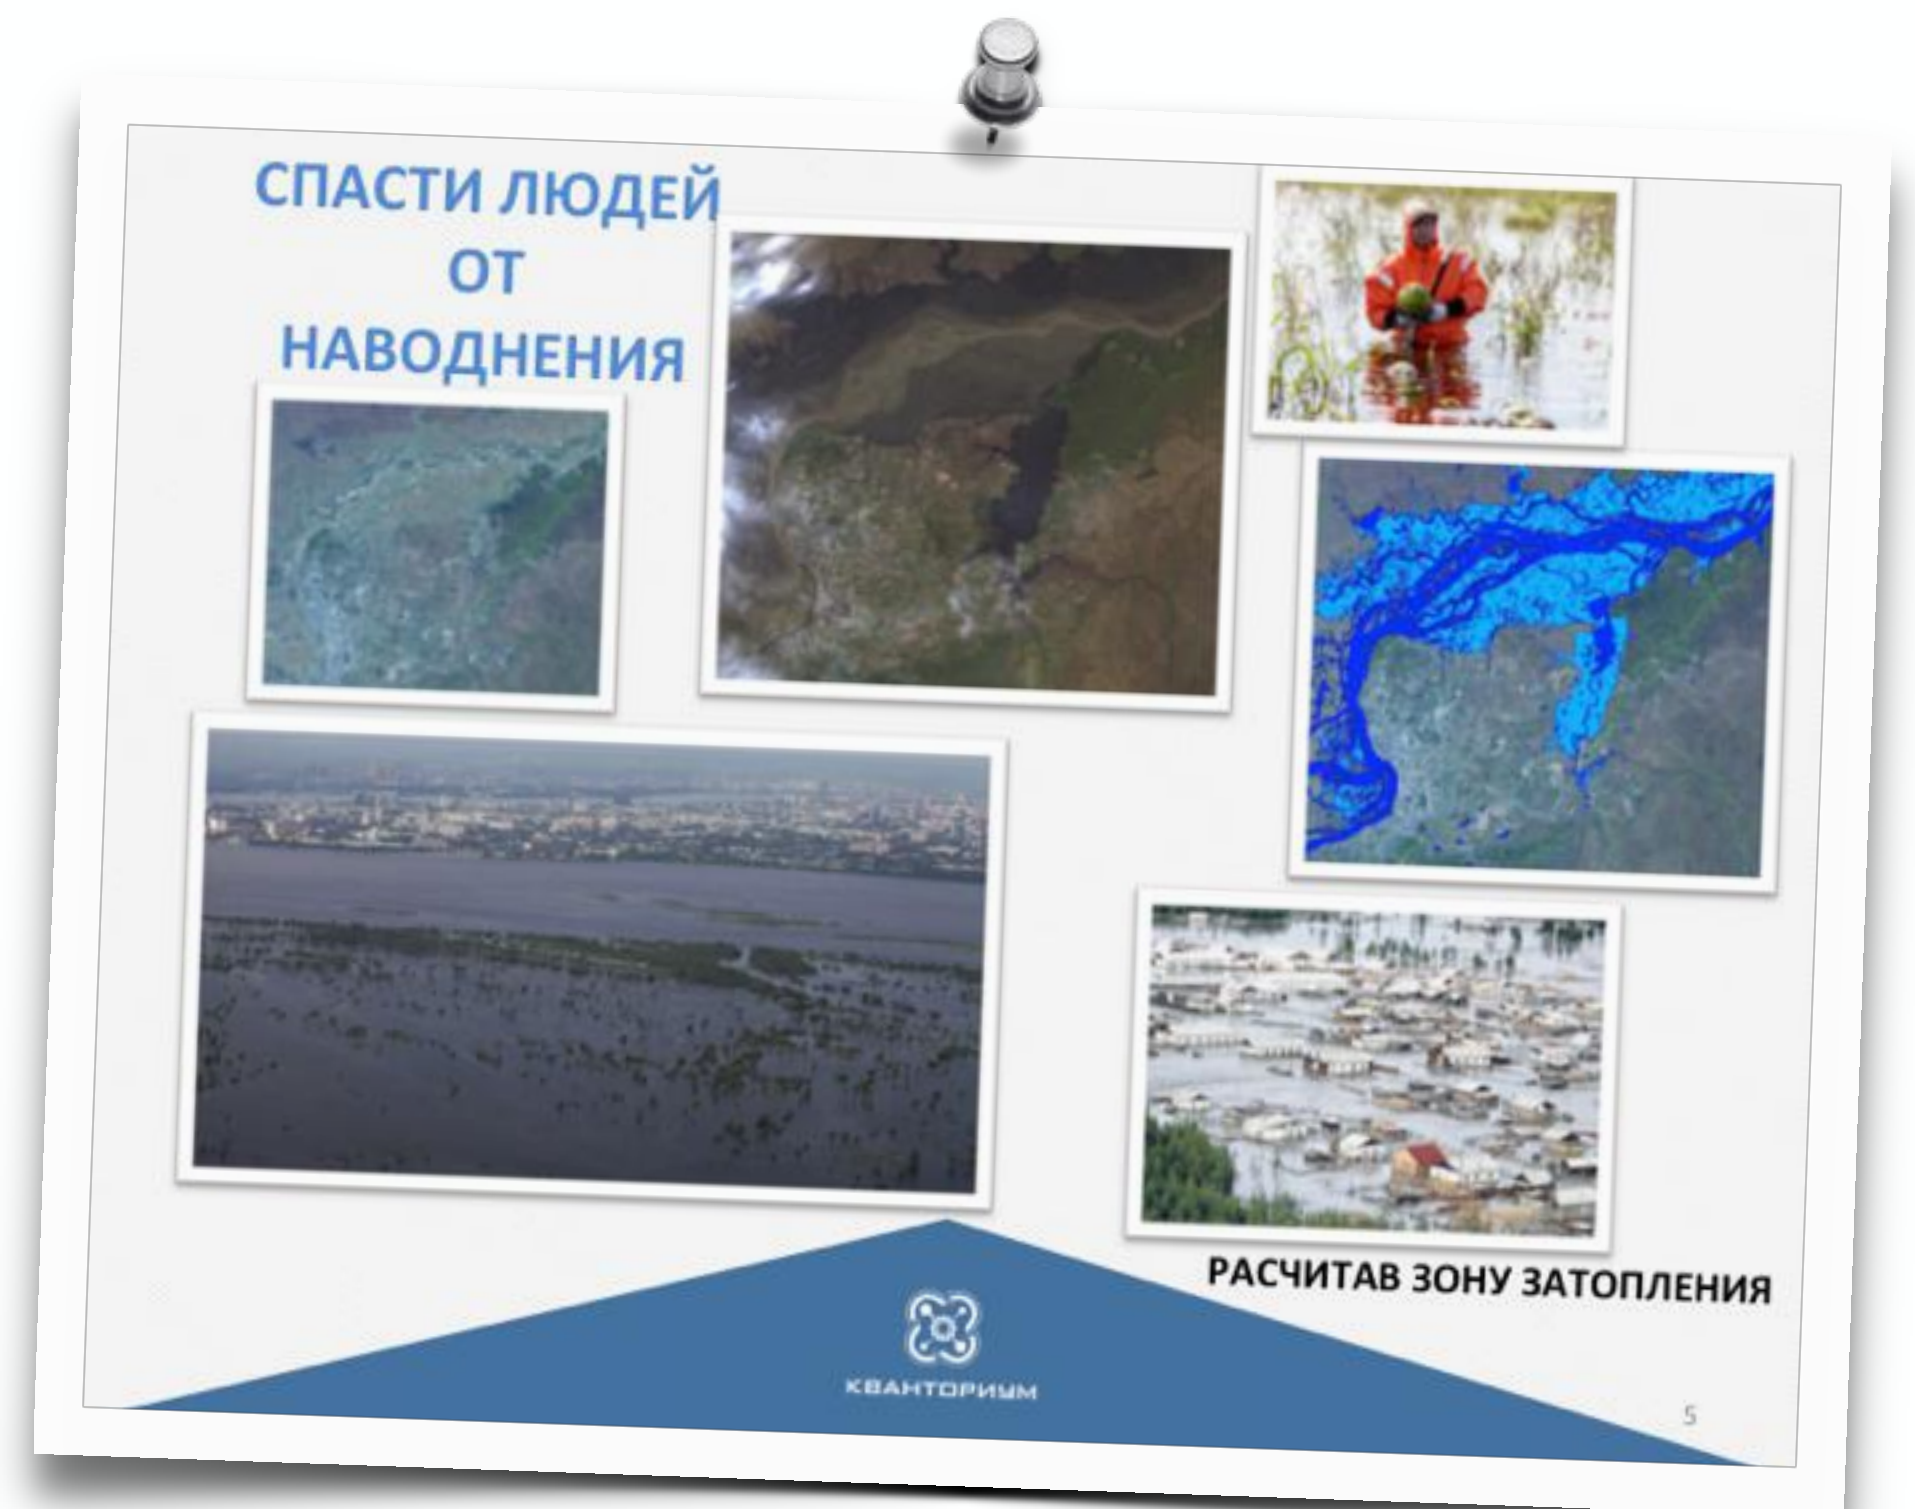 СПАСТИ ЛЮДЕЙ
ОТ
НАВОДНЕНИЯ
РАСЧИТАВ ЗОНУ ЗАТОПЛЕНИЯ
КВАНТОРИУМ
5